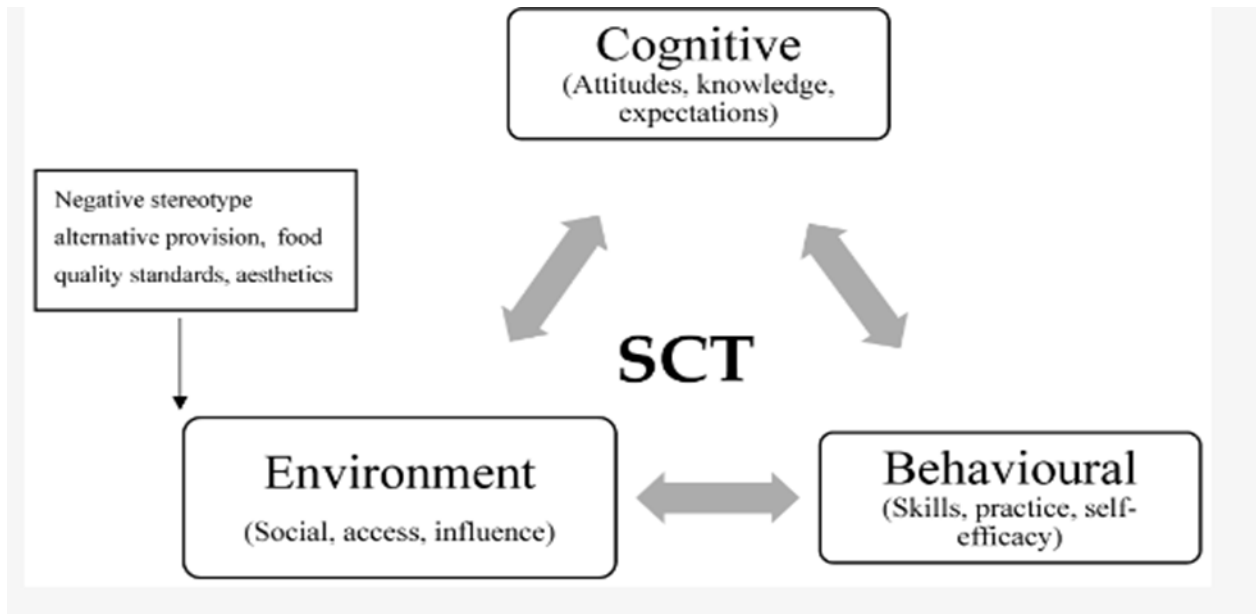 Cognitive
(Attitudes, knowledge,
expectations)
Negative stereotype
alternative provision, food
quality standards, aesthetics
SCT
Environment
(Social, access, influence)
Behavioural
(Skills, practice, self-
efficacy)